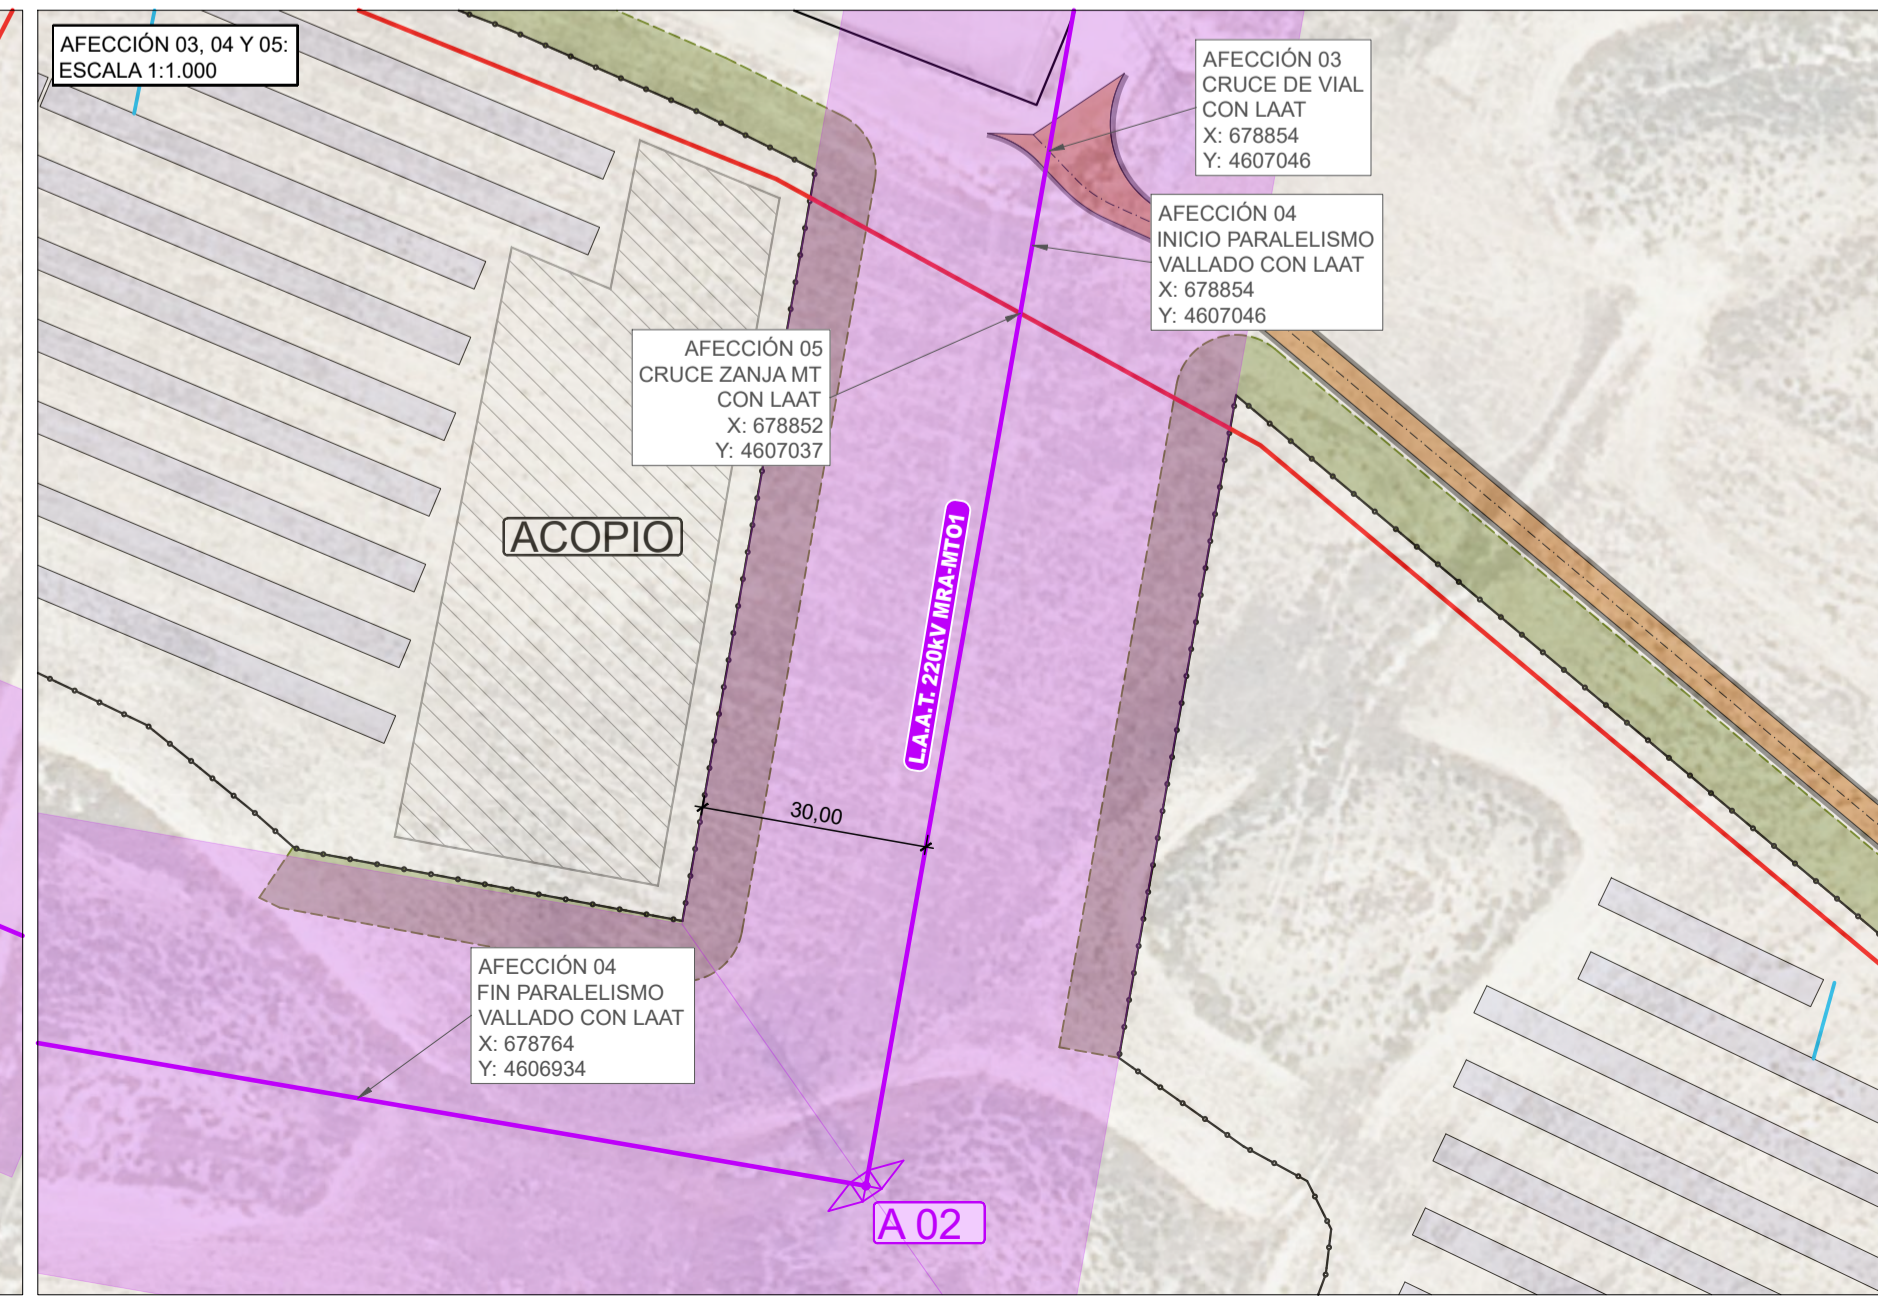 AFECCIÓN 03, 04 Y 05:
ESCALA 1:1.000
AFECCIÓN 03
CRUCE DE VIAL
CON LAAT
X: 678854
Y: 4607046
AFECCIÓN 04
INICIO PARALELISMO
VALLADO CON LAAT
X: 678854
Y: 4607046
AFECCIÓN 05
CRUCE ZANJA MT
CON LAAT
X: 678852
Y: 4607037
ACOPIO
L.A.A.T. 220kV MRA-MTO1
30,00
AFECCIÓN 04
FIN PARALELISMO
VALLADO CON LAAT
X: 678764
Y: 4606934
A 02